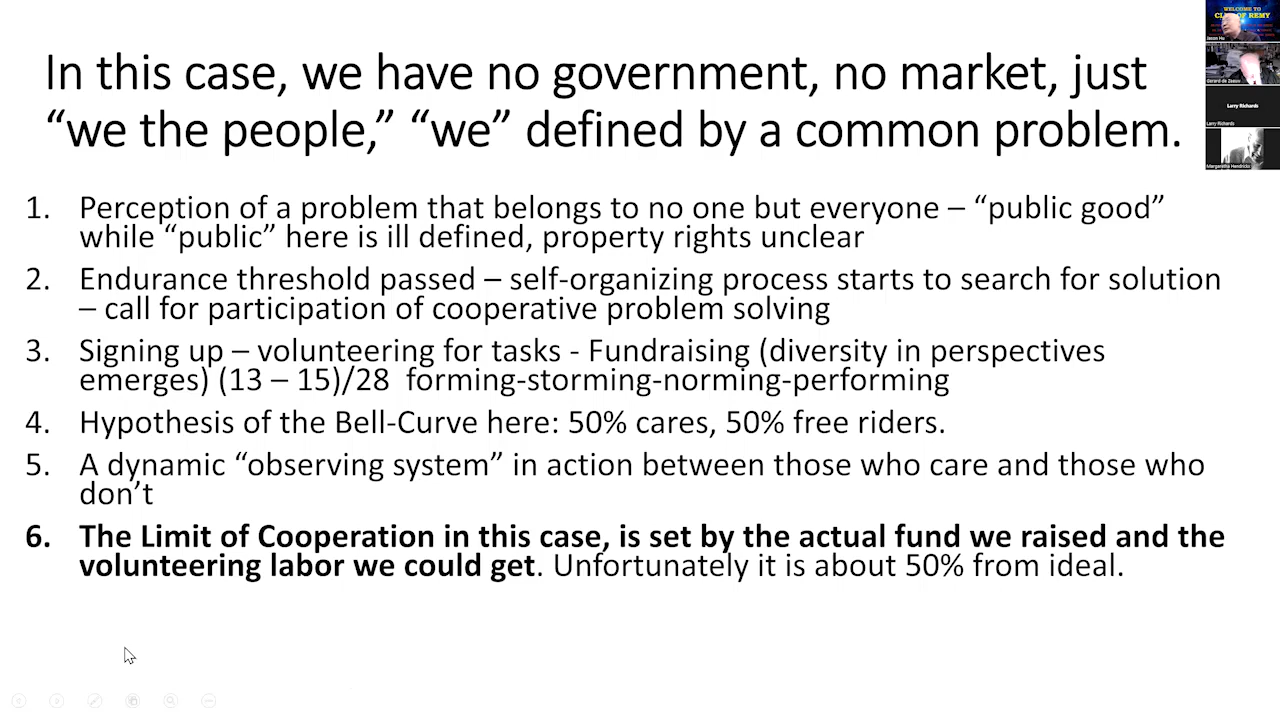 In this case, we have no government, no market, just
“we the people,” “we” defined by a common problem.
1. Perception of a problem that belongs to no one but everyone – “public good”
while “public” here is ill defined, property rights unclear
2. Endurance threshold passed – self-organizing process starts to search for solution
– call for participation of cooperative problem solving
3. Signing up – volunteering for tasks - Fundraising (diversity in perspectives
emerges) (13 – 15)/28 forming-storming-norming-performing
4. Hypothesis of the Bell-Curve here: 50% cares, 50% free riders.
5. A dynamic “observing system” in action between those who care and those who
don’t
6. The Limit of Cooperation in this case, is set by the actual fund we raised and the
volunteering labor we could get. Unfortunately it is about 50% from ideal.
WELCOME TO
OF REMY
Jason Hu
Gerard de Zeeuw
Larry Richards
Larry Richards
Margaretha Hendricks